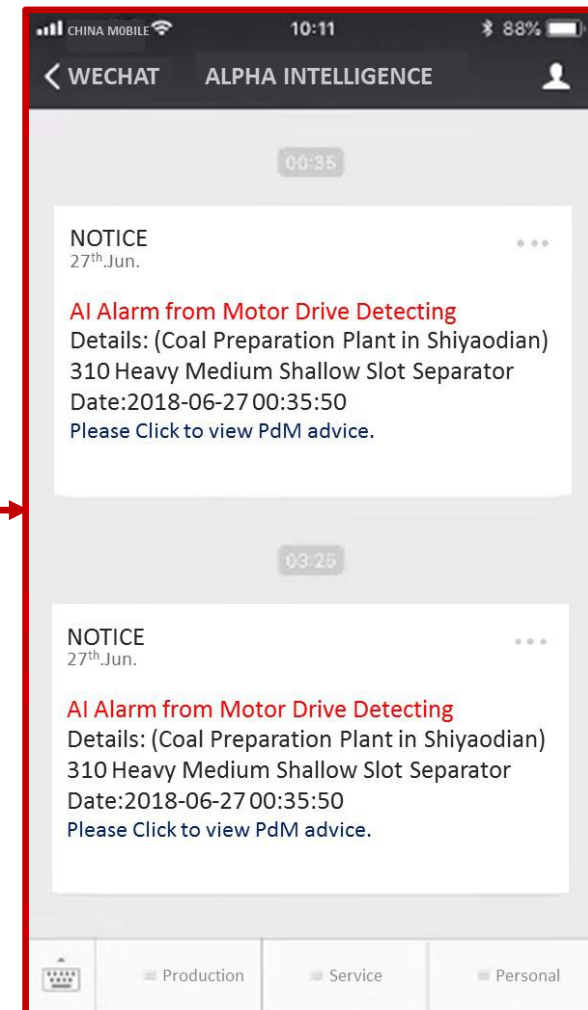 CHINA MOBILE 10:11 88%
WECHAT ALPHA INTELLIGENCE
00:35
NOTICE
27th.Jun.
AI Alarm from Motor Drive Detecting
Details: (Coal Preparation Plant in Shiyaodian)
310 Heavy Medium Shallow Slot Separator
Date:2018-06-27 00:35:50
Please Click to view PdM advice.
03:25
NOTICE
27th.Jun.
AI Alarm from Motor Drive Detecting
Details: (Coal Preparation Plant in Shiyaodian)
310 Heavy Medium Shallow Slot Separator
Date:2018-06-27 00:35:50
Please Click to view PdM advice.
Production Service Personal